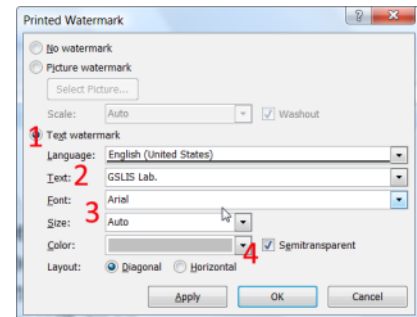 Printed Watermark
No watermark
Picture watermark
Select Picture...
Scale: Auto Washout
1 Text watermark
Language: English (United States)
Text: 2 GSLIS Lab.
Font: Arial
3
Size: Auto
Color: 4 Semitransparent
Layout: Diagonal Horizontal
Apply OK Cancel